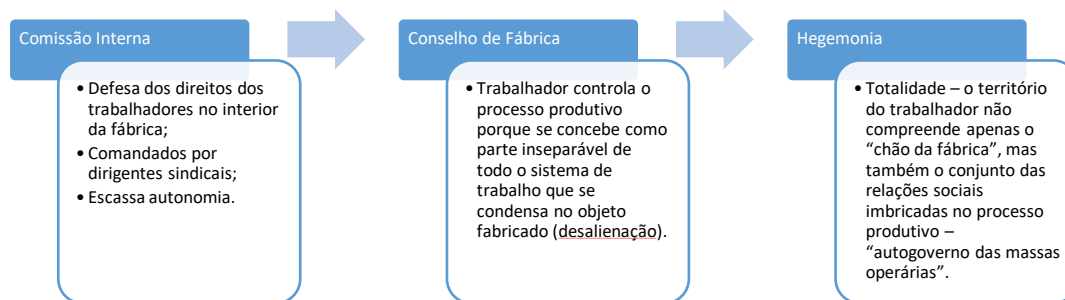 Comissão Interna
• Defesa dos direitos dos
trabalhadores no interior
da fábrica;
• Comandados por
dirigentes sindicais;
• Escassa autonomia.
Conselho de Fábrica
• Trabalhador controla o
processo produtivo
porque se concebe como
parte inseparável de
todo o sistema de
trabalho que se
condensa no objeto
fabricado (desalienação).
Hegemonia
• Totalidade – o território
do trabalhador não
compreende apenas o
“chão da fábrica”, mas
também o conjunto das
relações sociais
imbricadas no processo
produtivo –
“autogoverno das massas
operárias”.